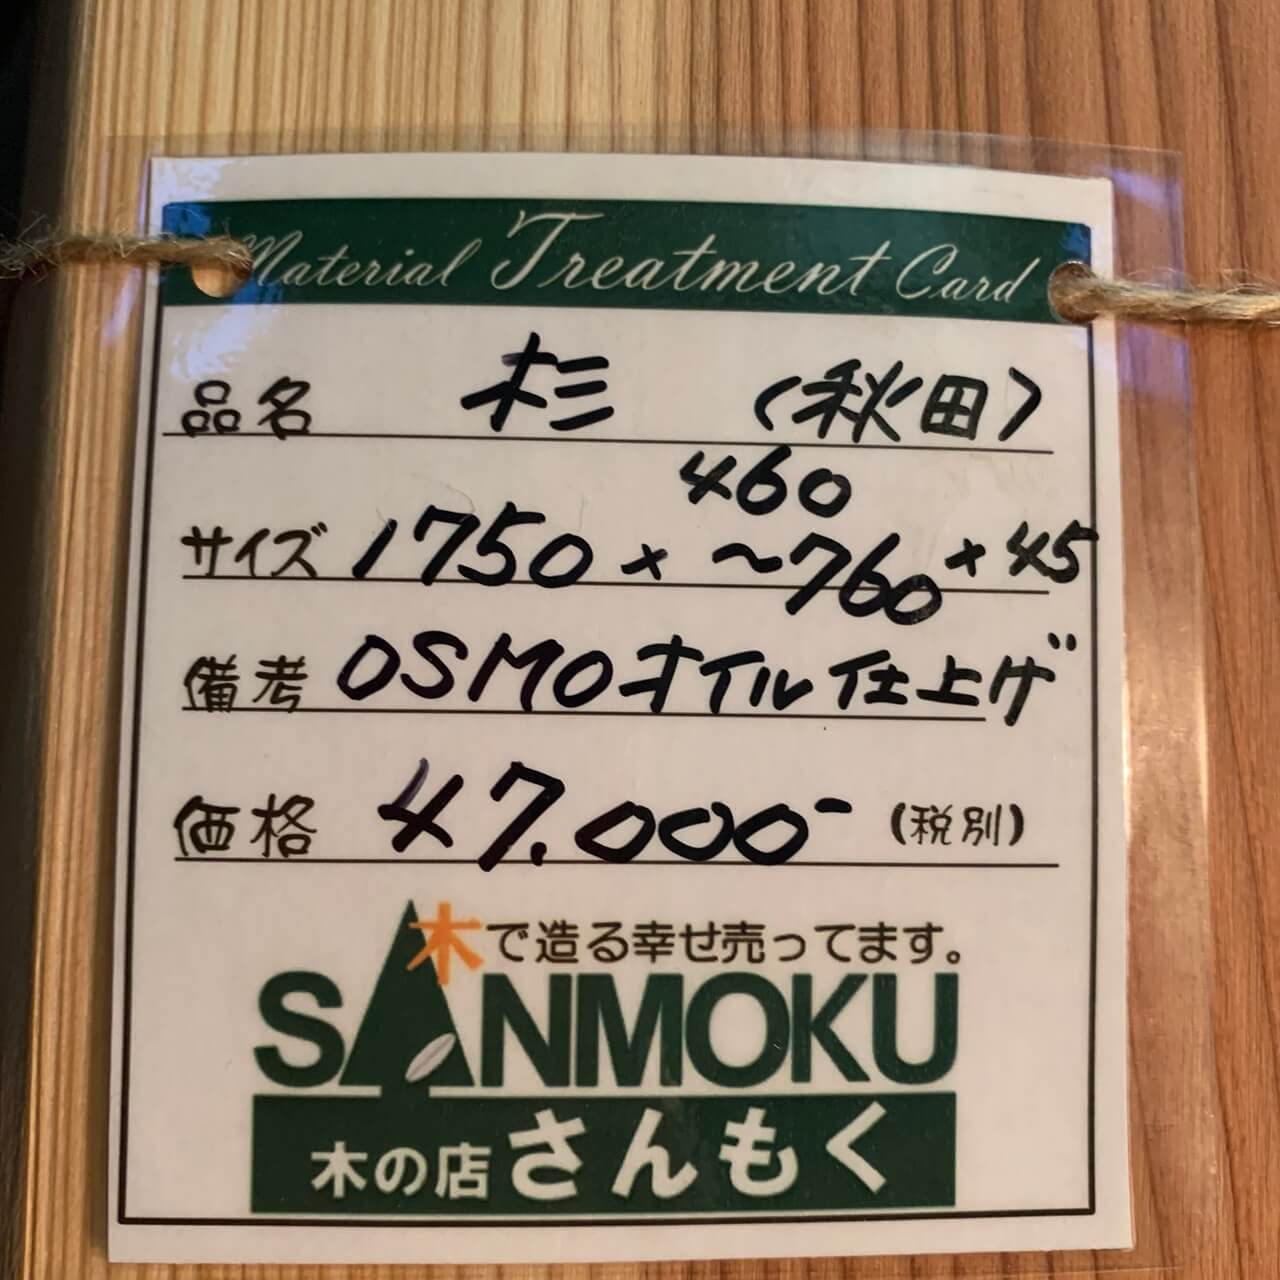 Material Treatment Card
品名 杉 (秋田)
460
サイズ 1750 × ~760 × 45
備考 OSMOオイル仕上げ
価格 47.000- (税別)
木で造る幸せ売ってます。
SANMOKU
木の店 さんもく